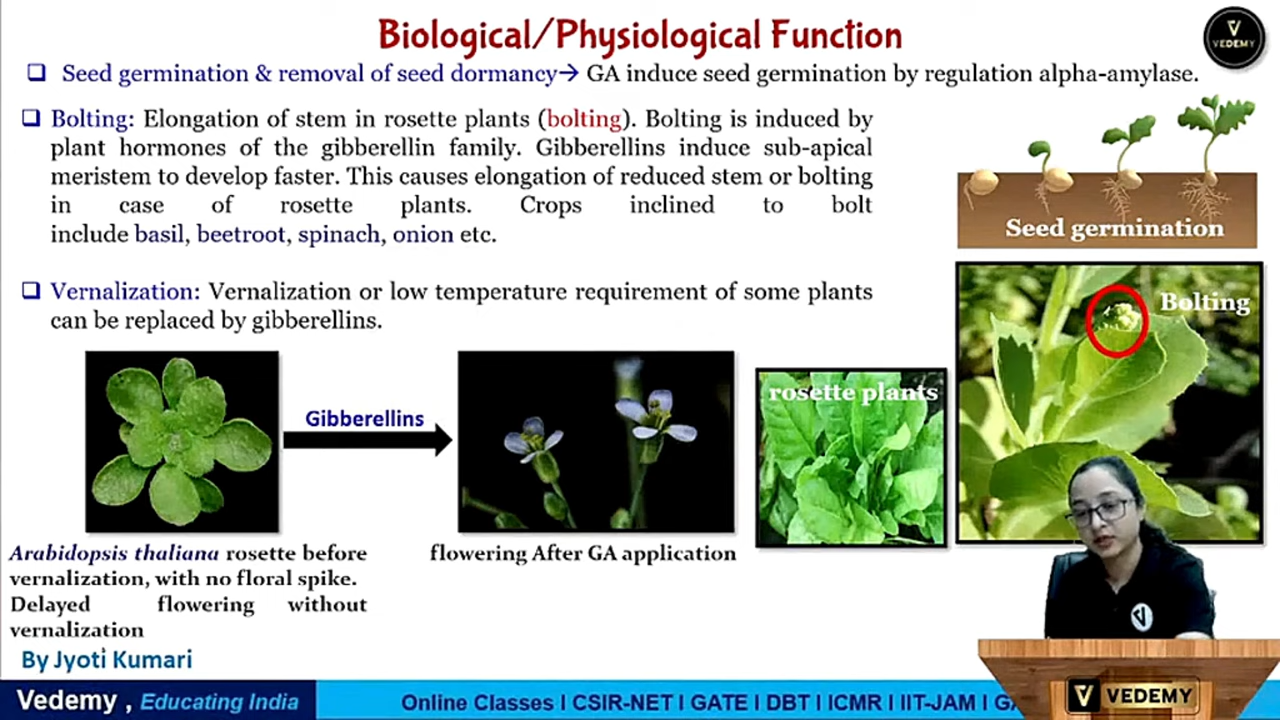 Biological/Physiological Function
VEDEMY
Seed germination & removal of seed dormancy→ GA induce seed germination by regulation alpha-amylase.
Bolting: Elongation of stem in rosette plants (bolting). Bolting is induced by
plant hormones of the gibberellin family. Gibberellins induce sub-apical
meristem to develop faster. This causes elongation of reduced stem or bolting
in case of rosette plants. Crops inclined to bolt
include basil, beetroot, spinach, onion etc.
Seed germination
Vernalization: Vernalization or low temperature requirement of some plants
can be replaced by gibberellins.
Bolting
rosette plants
Gibberellins
Arabidopsis thaliana rosette before
vernalization, with no floral spike.
Delayed flowering without
vernalization
flowering After GA application
By Jyoti Kumari
Vedemy , Educating India
Online Classes I CSIR-NET I GATE I DBT I ICMR I IIT-JAM I
VEDEMY